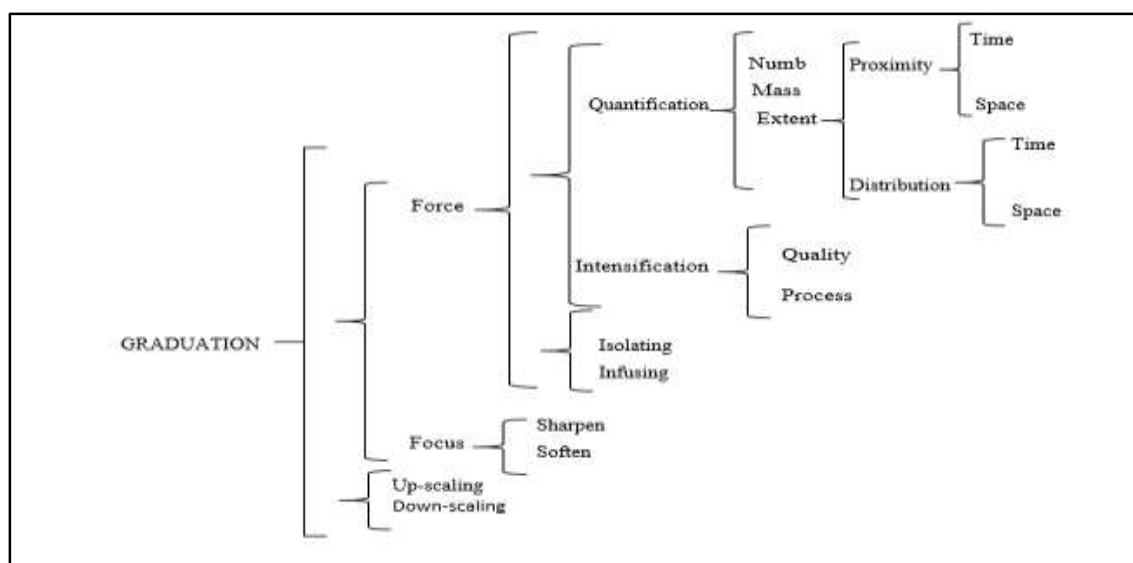 Time
Numb
Proximity
Mass
Quantification
Space
Extent
Time
Distribution
Force
Space
Quality
Intensification
Process
GRADUATION
Isolating
Infusing
Sharpen
Focus
Soften
Up-scaling
Down-scaling